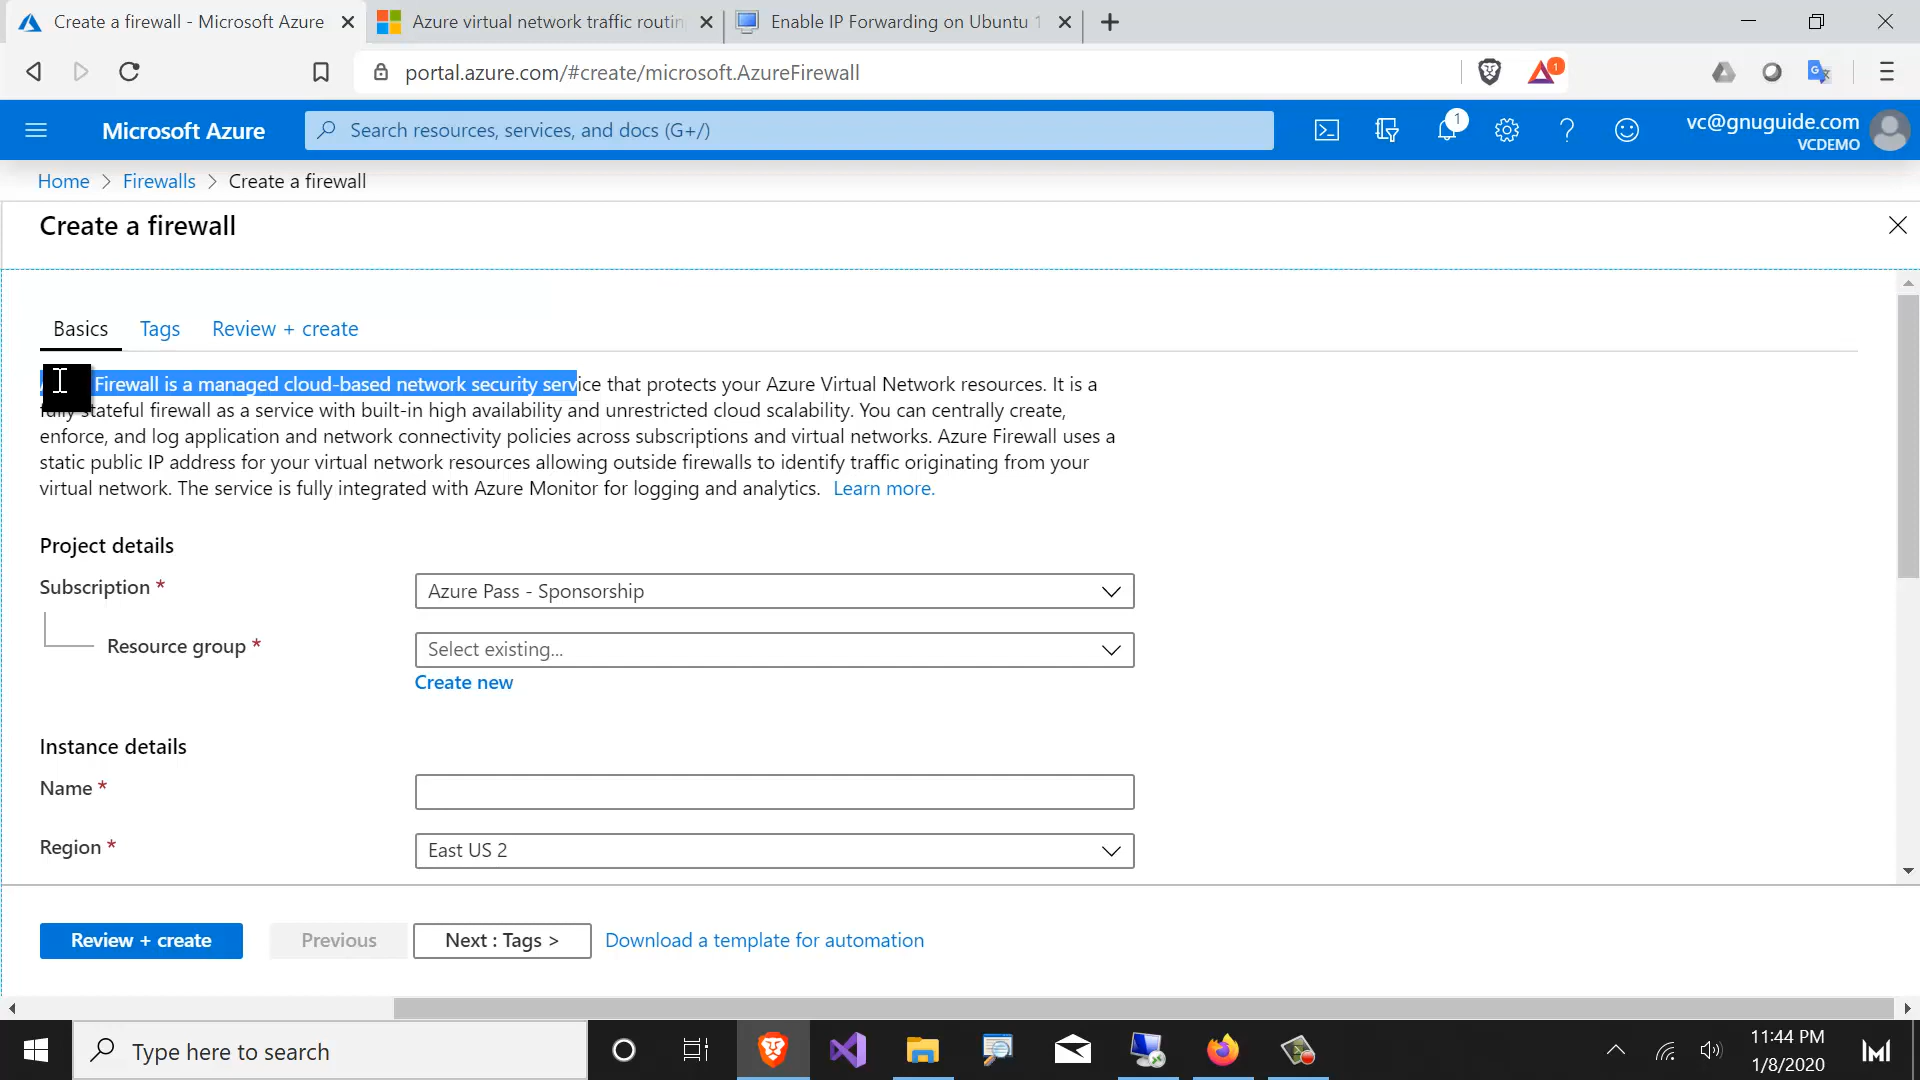 Create a firewall - Microsoft Azure
Azure virtual network traffic routin
Enable IP Forwarding on Ubuntu 1
portal.azure.com/#create/microsoft.AzureFirewall
1
Microsoft Azure
Search resources, services, and docs (G+/)
1
vc@gnuguide.com
VCDEMO
Home > Firewalls > Create a firewall
Create a firewall
Basics
Tags
Review + create
Firewall is a managed cloud-based network security service that protects your Azure Virtual Network resources. It is a
fully stateful firewall as a service with built-in high availability and unrestricted cloud scalability. You can centrally create,
enforce, and log application and network connectivity policies across subscriptions and virtual networks. Azure Firewall uses a
static public IP address for your virtual network resources allowing outside firewalls to identify traffic originating from your
virtual network. The service is fully integrated with Azure Monitor for logging and analytics. Learn more.
Project details
Subscription *
Azure Pass - Sponsorship
Resource group *
Select existing...
Create new
Instance details
Name *
Region *
East US 2
Review + create
Previous
Next : Tags >
Download a template for automation
Type here to search
11:44 PM
1/8/2020